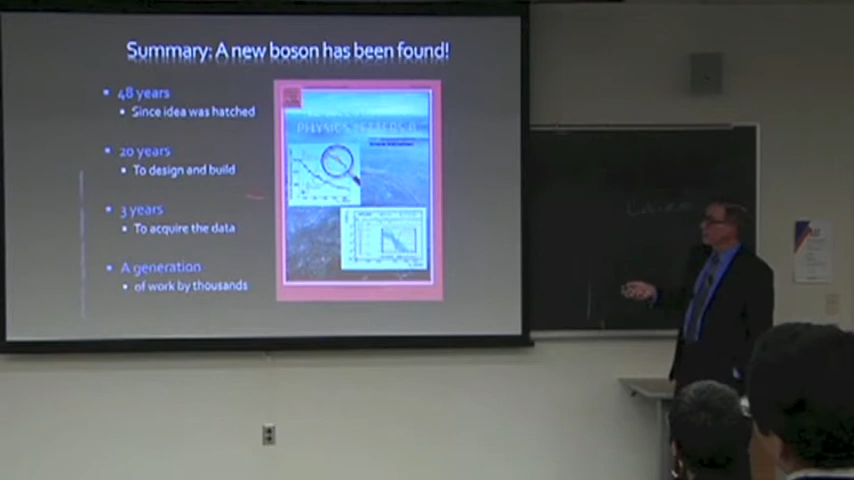 Summary: A new boson has been found!
48 years
Since idea was hatched
20 years
To design and build
3 years
To acquire the data
A generation
of work by thousands
PHYSICS LETTERS B